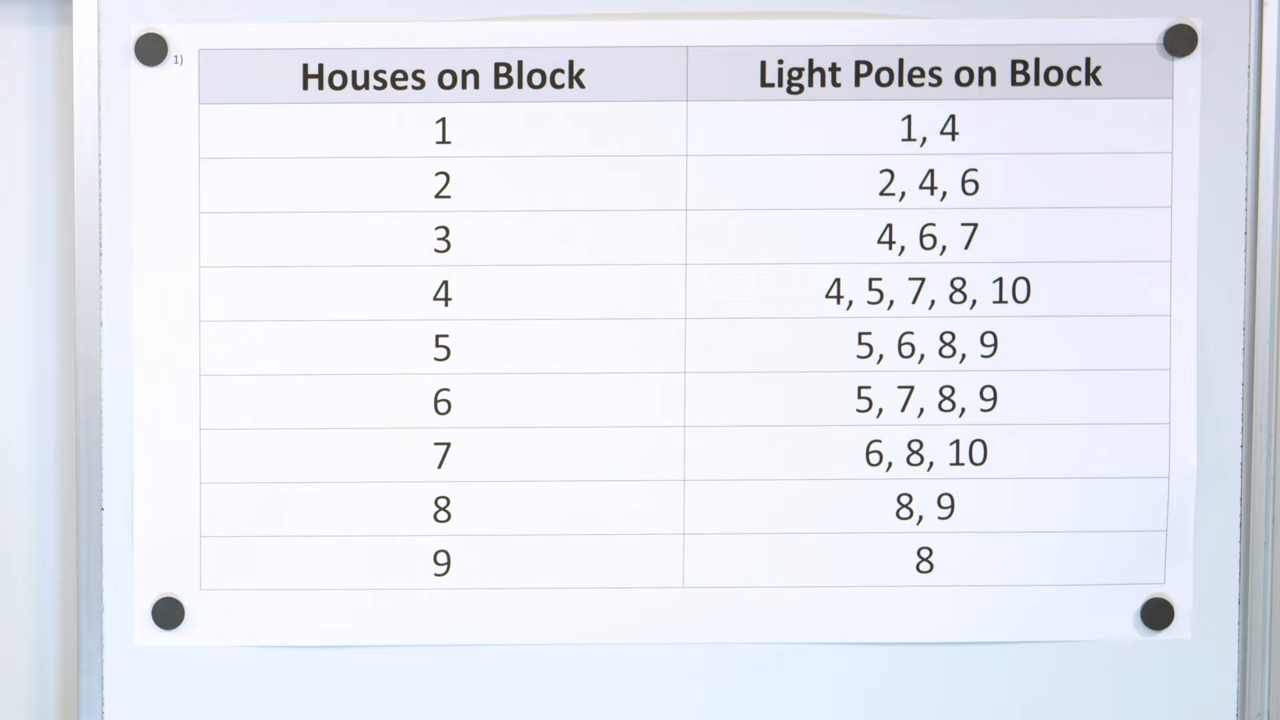 1)
Houses on Block Light Poles on Block
1 1, 4
2 2, 4, 6
3 4, 6, 7
4 4, 5, 7, 8, 10
5 5, 6, 8, 9
6 5, 7, 8, 9
7 6, 8, 10
8 8, 9
9 8